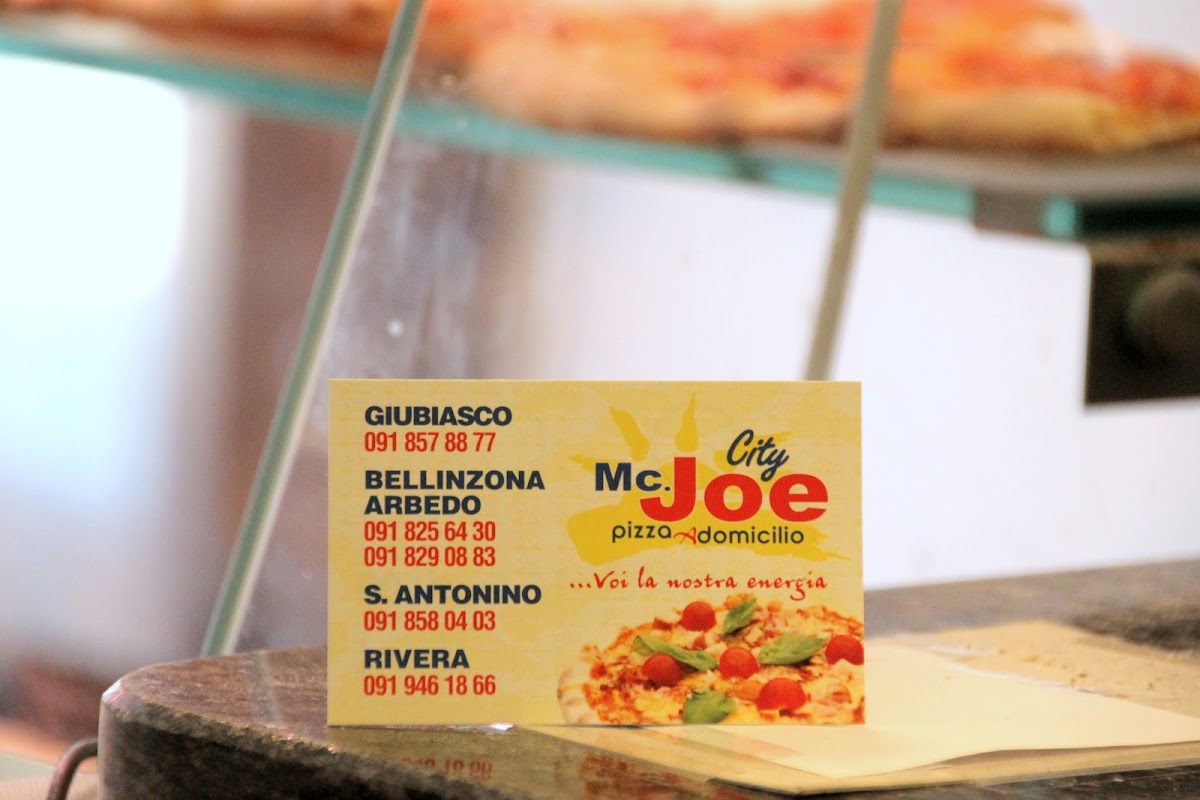 GIUBIASCO
091 857 88 77
BELLINZONA
ARBEDO
091 825 64 30
091 829 08 83
S. ANTONINO
091 858 04 03
RIVERA
091 946 18 66
City
Mc.Joe
pizza Adomicilio
...Voi la nostra energia